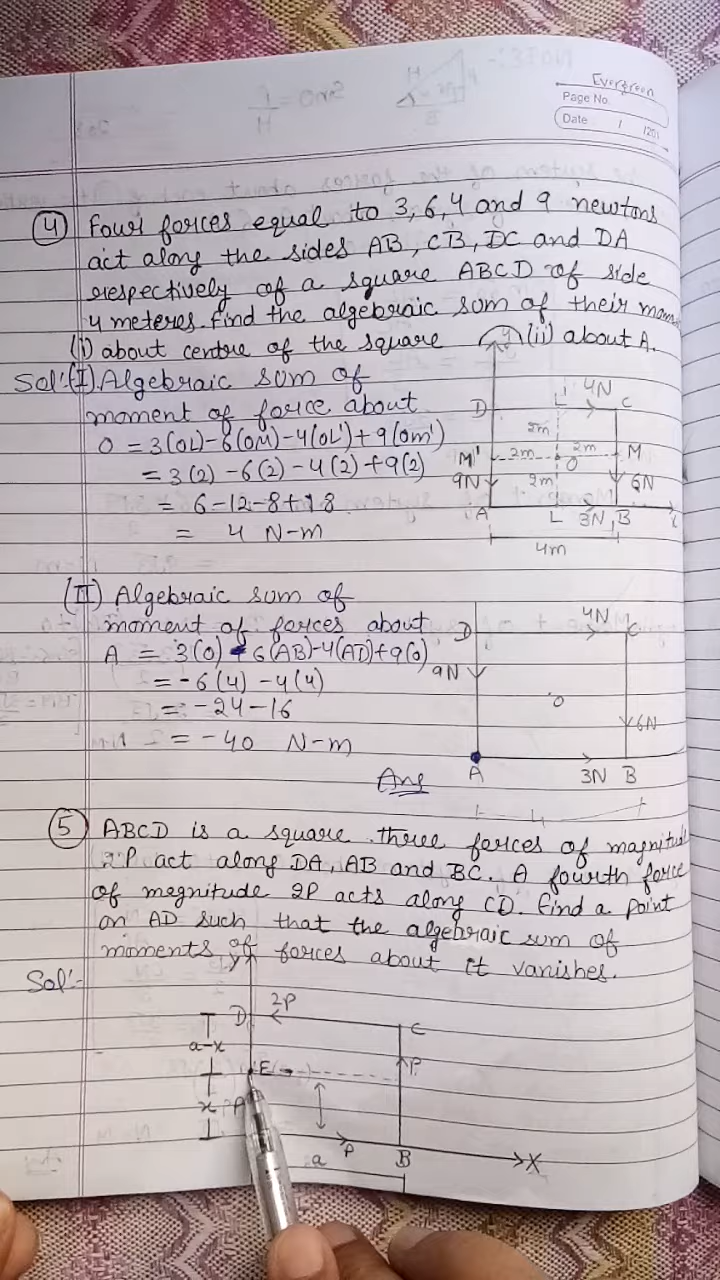 Evergreen
Page No.
Date / /201
④ Four forces equal to 3, 6, 4 and 9 newtons
act along the sides AB, CB, DC and DA
respectively of a square ABCD of side
4 meteres. find the algebraic sum of their mom
(i) about centre of the square (ii) about A.
Sol':(I) Algebraic sum of
moment of force about
O = 3(OL)-6(OM)-4(OL')+9(OM')
= 3(2)-6(2)-4(2)+9(2)
= 6-12-8+18
= 4 N-m
y
D
L'
4N
C
2m
M'
2m
O
2m
M
9N
2m
6N
A
L
3N
B
4m
(II) Algebraic sum of
moment of forces about
A = 3(0) - 6(AB)-4(AD)+9(0)
= -6(4) -4(4)
= -24-16
= -40 N-m
Ans
D
4N
C
9N
O
6N
A
3N
B
4
⑤ ABCD is a square three forces of magnitude
2P act along DA, AB and BC. A fourth force
of megnitude 2P acts along CD. find a point
on AD such that the algebraic sum of
moments of forces about it vanishes.
Sol':-
Y
D
2P
C
a-x
E
P
x
P
B
X
a